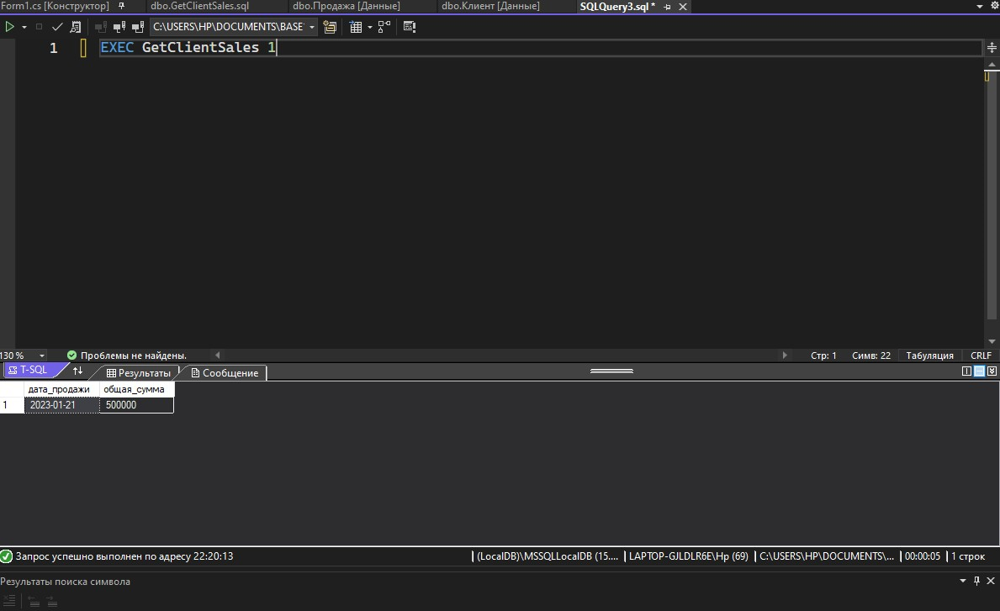 Form1.cs [Конструктор] dbo.GetClientSales.sql dbo.Продажа [Данные] dbo.Клиент [Данные] SQLQuery3.sql *
C:\USERS\HP\DOCUMENTS\BASE
1 EXEC GetClientSales 1
130 % Проблемы не найдены. Стр: 1 Симв: 22 Табуляция CRLF
T-SQL Результаты Сообщение
дата_продажи общая_сумма
1 2023-01-21 500000
Запрос успешно выполнен по адресу 22:20:13 (LocalDB)\MSSQLLocalDB (15.... LAPTOP-GJLDLR6E\Hp (69) C:\USERS\HP\DOCUMENTS\... 00:00:05 1 строк
Результаты поиска символа